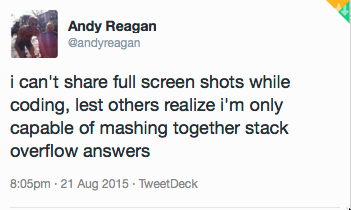 Andy Reagan
@andyreagan
i can't share full screen shots while
coding, lest others realize i'm only
capable of mashing together stack
overflow answers
8:05pm · 21 Aug 2015 · TweetDeck